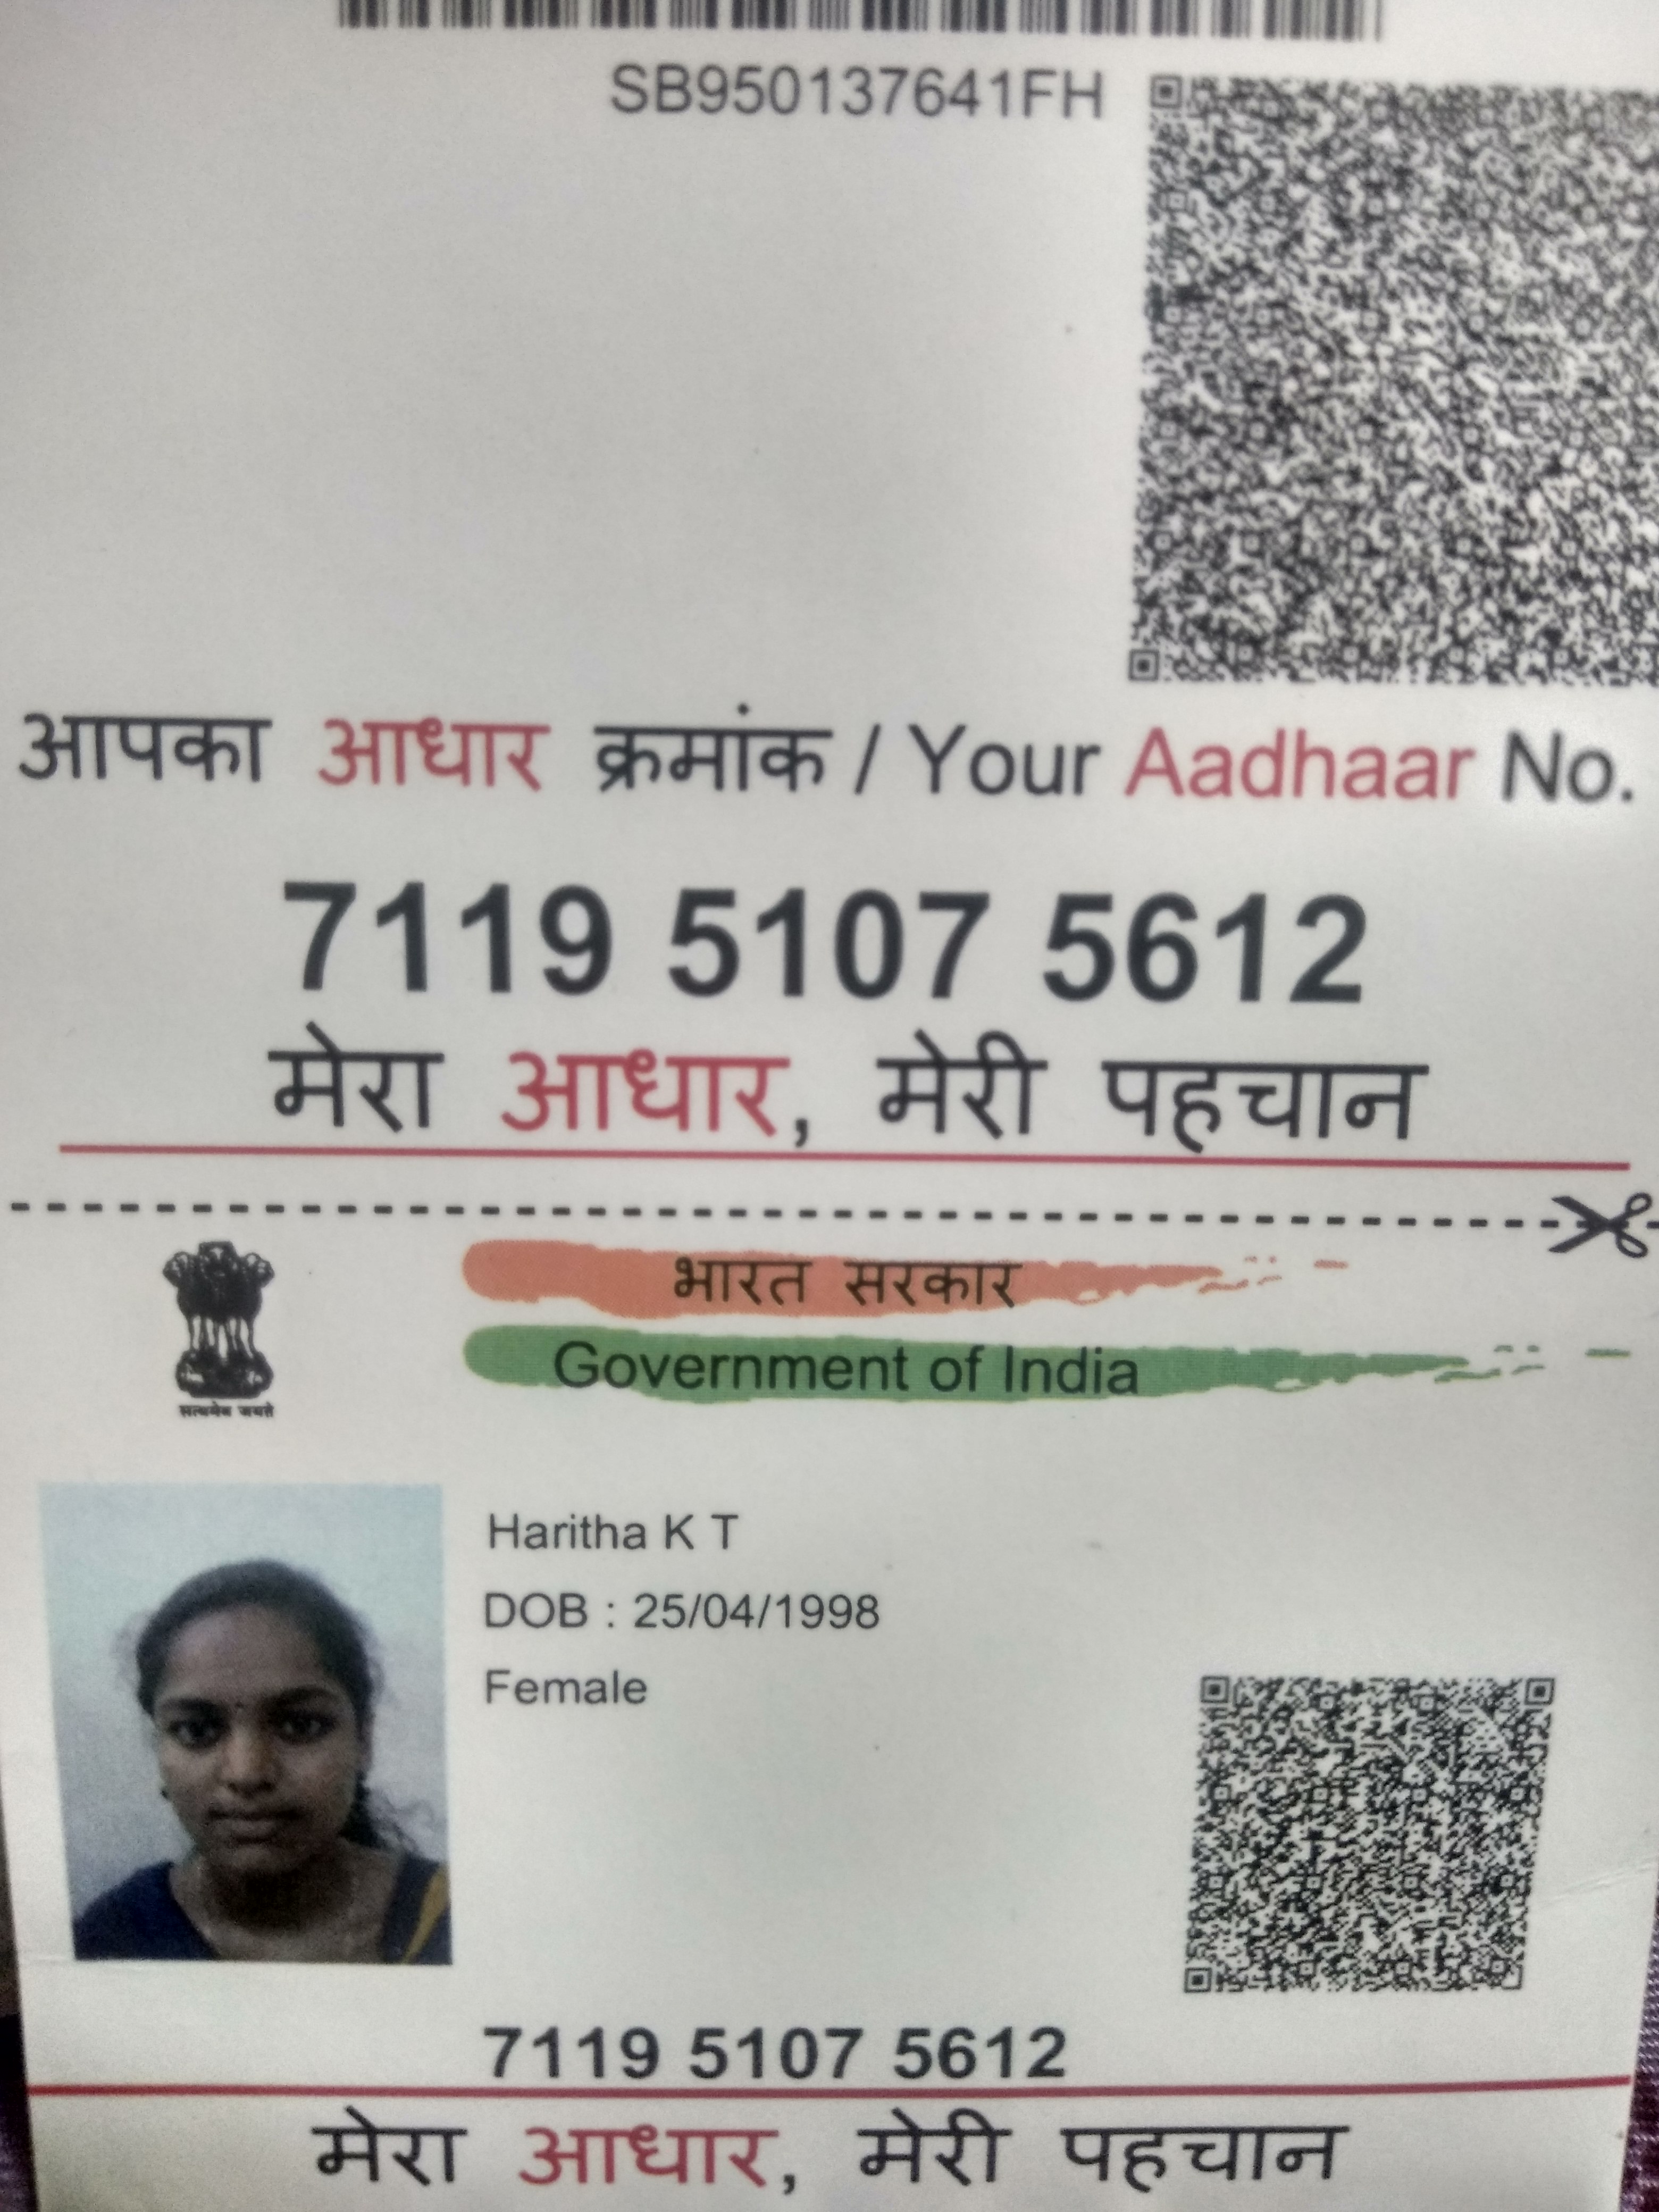 SB950137641FH
आपका आधार क्रमांक / Your Aadhaar No.
7119 5107 5612
मेरा आधार, मेरी पहचान
भारत सरकार
Government of India
सत्यमेव जयते
Haritha K T
DOB : 25/04/1998
Female
7119 5107 5612
मेरा आधार, मेरी पहचान